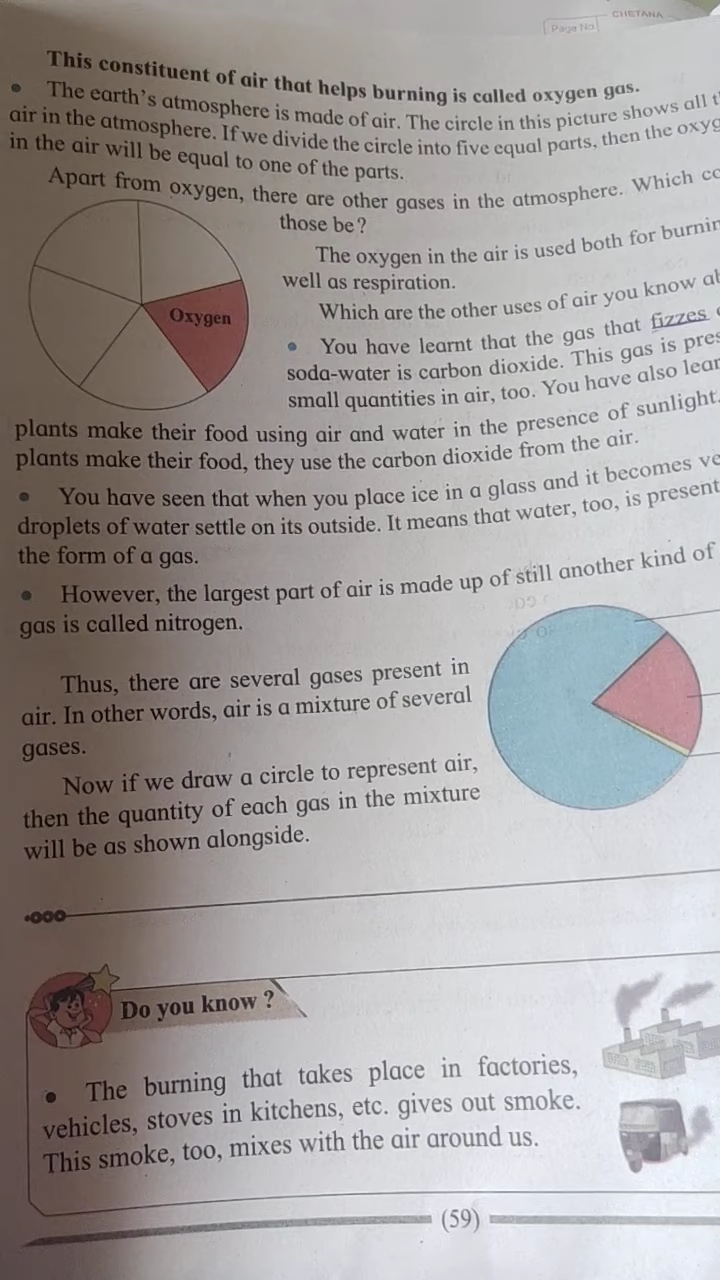 CHETANA
Page No
This constituent of air that helps burning is called oxygen gas.
• The earth's atmosphere is made of air. The circle in this picture shows all
air in the atmosphere. If we divide the circle into five equal parts, then the
in the air will be equal to one of the parts.
Apart from oxygen, there are other gases in the atmosphere. Which
those be?
The oxygen in the air is used both for
well as respiration.
Oxygen
Which are the other uses of air you know
• You have learnt that the gas that fizzes
soda-water is carbon dioxide. This gas is
small quantities in air, too. You have also
plants make their food using air and water in the presence of sunlight.
plants make their food, they use the carbon dioxide from the air.
• You have seen that when you place ice in a glass and it becomes
droplets of water settle on its outside. It means that water, too, is present
the form of a gas.
• However, the largest part of air is made up of still another kind of
gas is called nitrogen.
Thus, there are several gases present in
air. In other words, air is a mixture of several
gases.
Now if we draw a circle to represent air,
then the quantity of each gas in the mixture
will be as shown alongside.
Do you know ?
• The burning that takes place in factories,
vehicles, stoves in kitchens, etc. gives out smoke.
This smoke, too, mixes with the air around us.
(59)